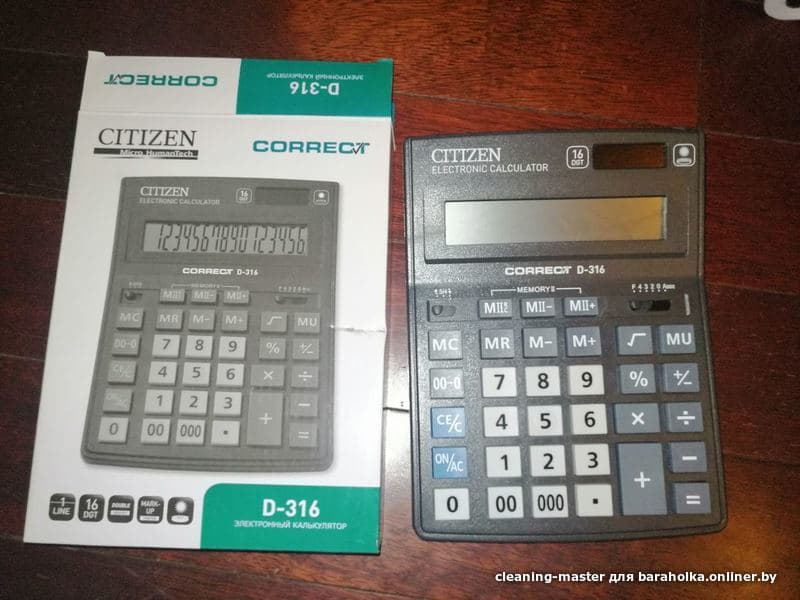 CORRECT
D-316
ЭЛЕКТРОННЫЙ КАЛЬКУЛЯТОР
CITIZEN
Micro HumanTech
CORRECT
CITIZEN
ELECTRONIC CALCULATOR
16 DGT
1234567890123456
CORRECT D-316
MEMORY II
MII– MII+
MC MR M– M+ √ MU
00→0 7 8 9 % +/–
CE/C 4 5 6 × ÷
ON/AC 1 2 3 + –
0 00 000 . =
1 LINE
16 DGT
DOUBLE
MARK-UP
D-316
ЭЛЕКТРОННЫЙ КАЛЬКУЛЯТОР
CITIZEN
ELECTRONIC CALCULATOR
16 DGT
CORRECT D-316
MEMORY II
F 4 3 2 0 ADD2
MII– MII+
MC MR M– M+ √ MU
00→0 7 8 9 % +/–
CE/C 4 5 6 × ÷
ON/AC 1 2 3 + –
0 00 000 . =
cleaning-master для baraholka.onliner.by